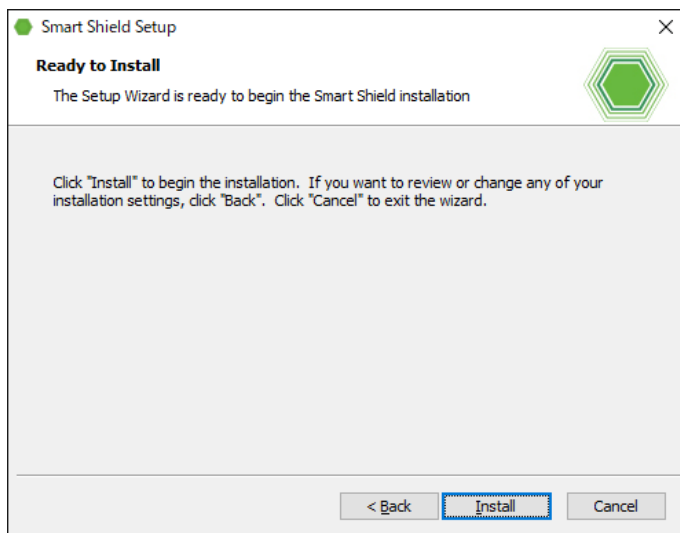 Smart Shield Setup
Ready to Install
The Setup Wizard is ready to begin the Smart Shield installation
Click "Install" to begin the installation.  If you want to review or change any of your
installation settings, click "Back".  Click "Cancel" to exit the wizard.
< Back
Install
Cancel